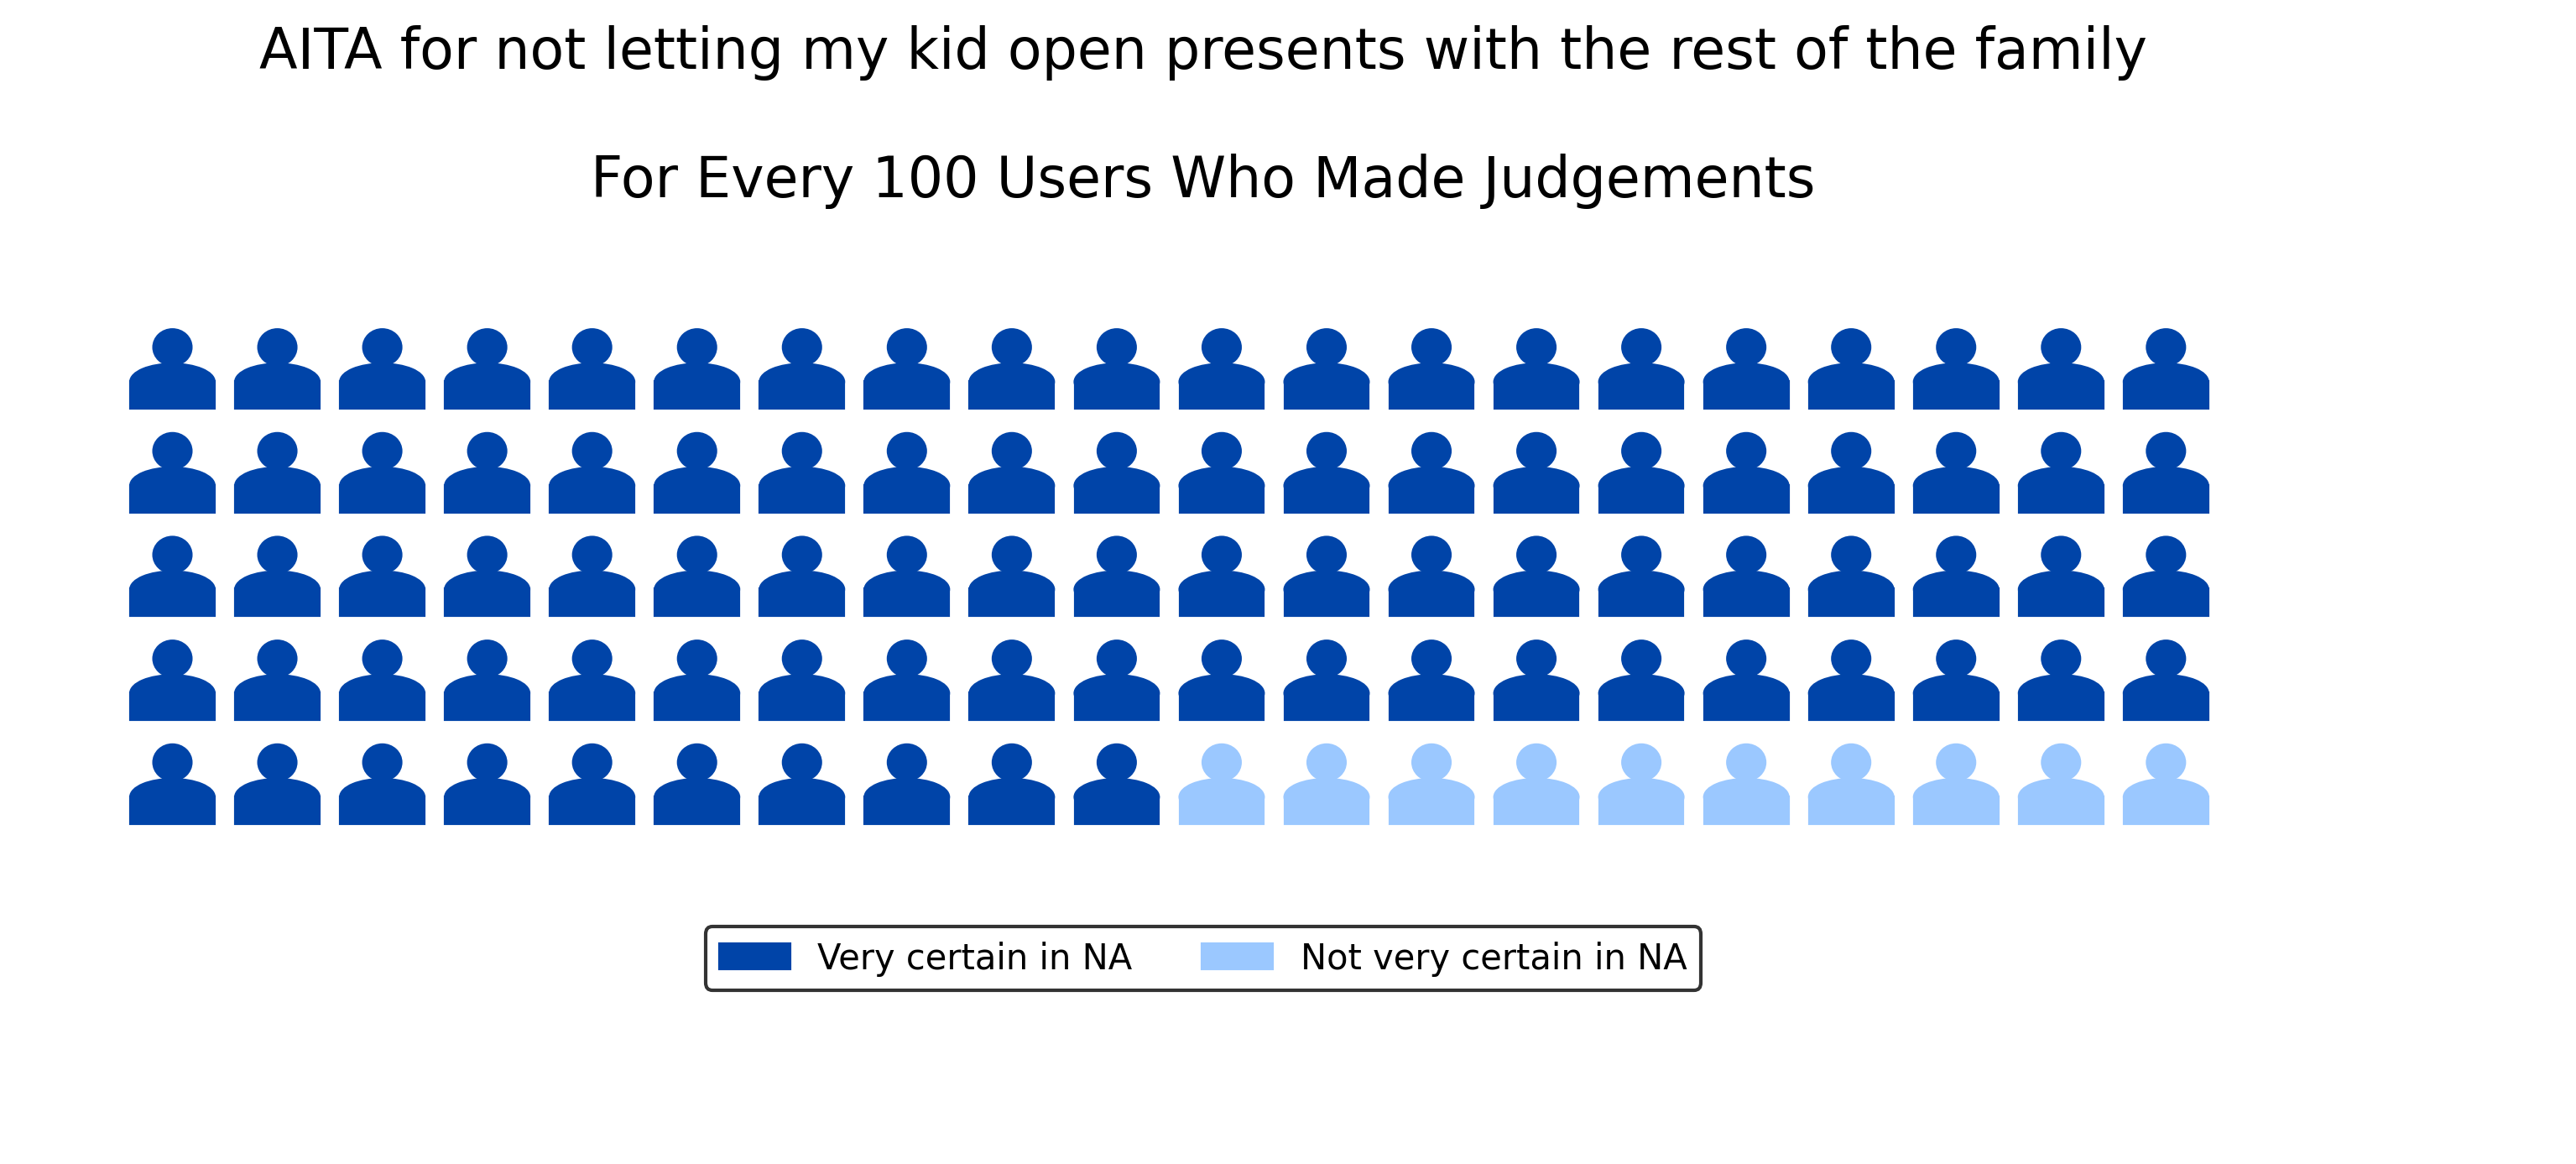 AITA for not letting my kid open presents with the rest of the family
For Every 100 Users Who Made Judgements
Very certain in NA
Not very certain in NA